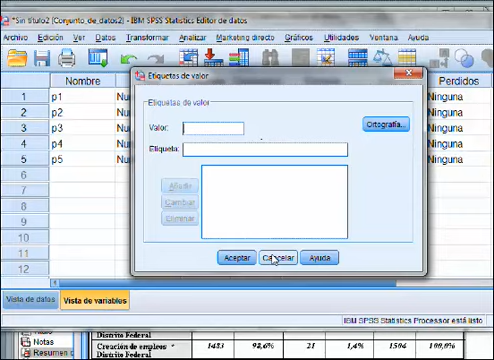 *Sin título2 [Conjunto_de_datos2] - IBM SPSS Statistics Editor de datos
Archivo Edición Ver Datos Transformar Analizar Marketing directo Gráficos Utilidades Ventana Ayuda
Nombre Perdidos
Etiquetas de valor
Etiquetas de valor
Valor:
Ortografía...
Etiqueta:
Añadir
Cambiar
Eliminar
Aceptar Cancelar Ayuda
1 p1 Nu Ninguna
2 p2 Nu Ninguna
3 p3 Nu Ninguna
4 p4 Nu Ninguna
5 p5 Nu Ninguna
6
7
8
9
10
11
12
Vista de datos Vista de variables
IBM SPSS Statistics Processor está listo
Notas
Resumen d
Distrito Federal
Creación de empleos * 1483 98,6% 21 1,4% 1504 100,0%
Distrito Federal